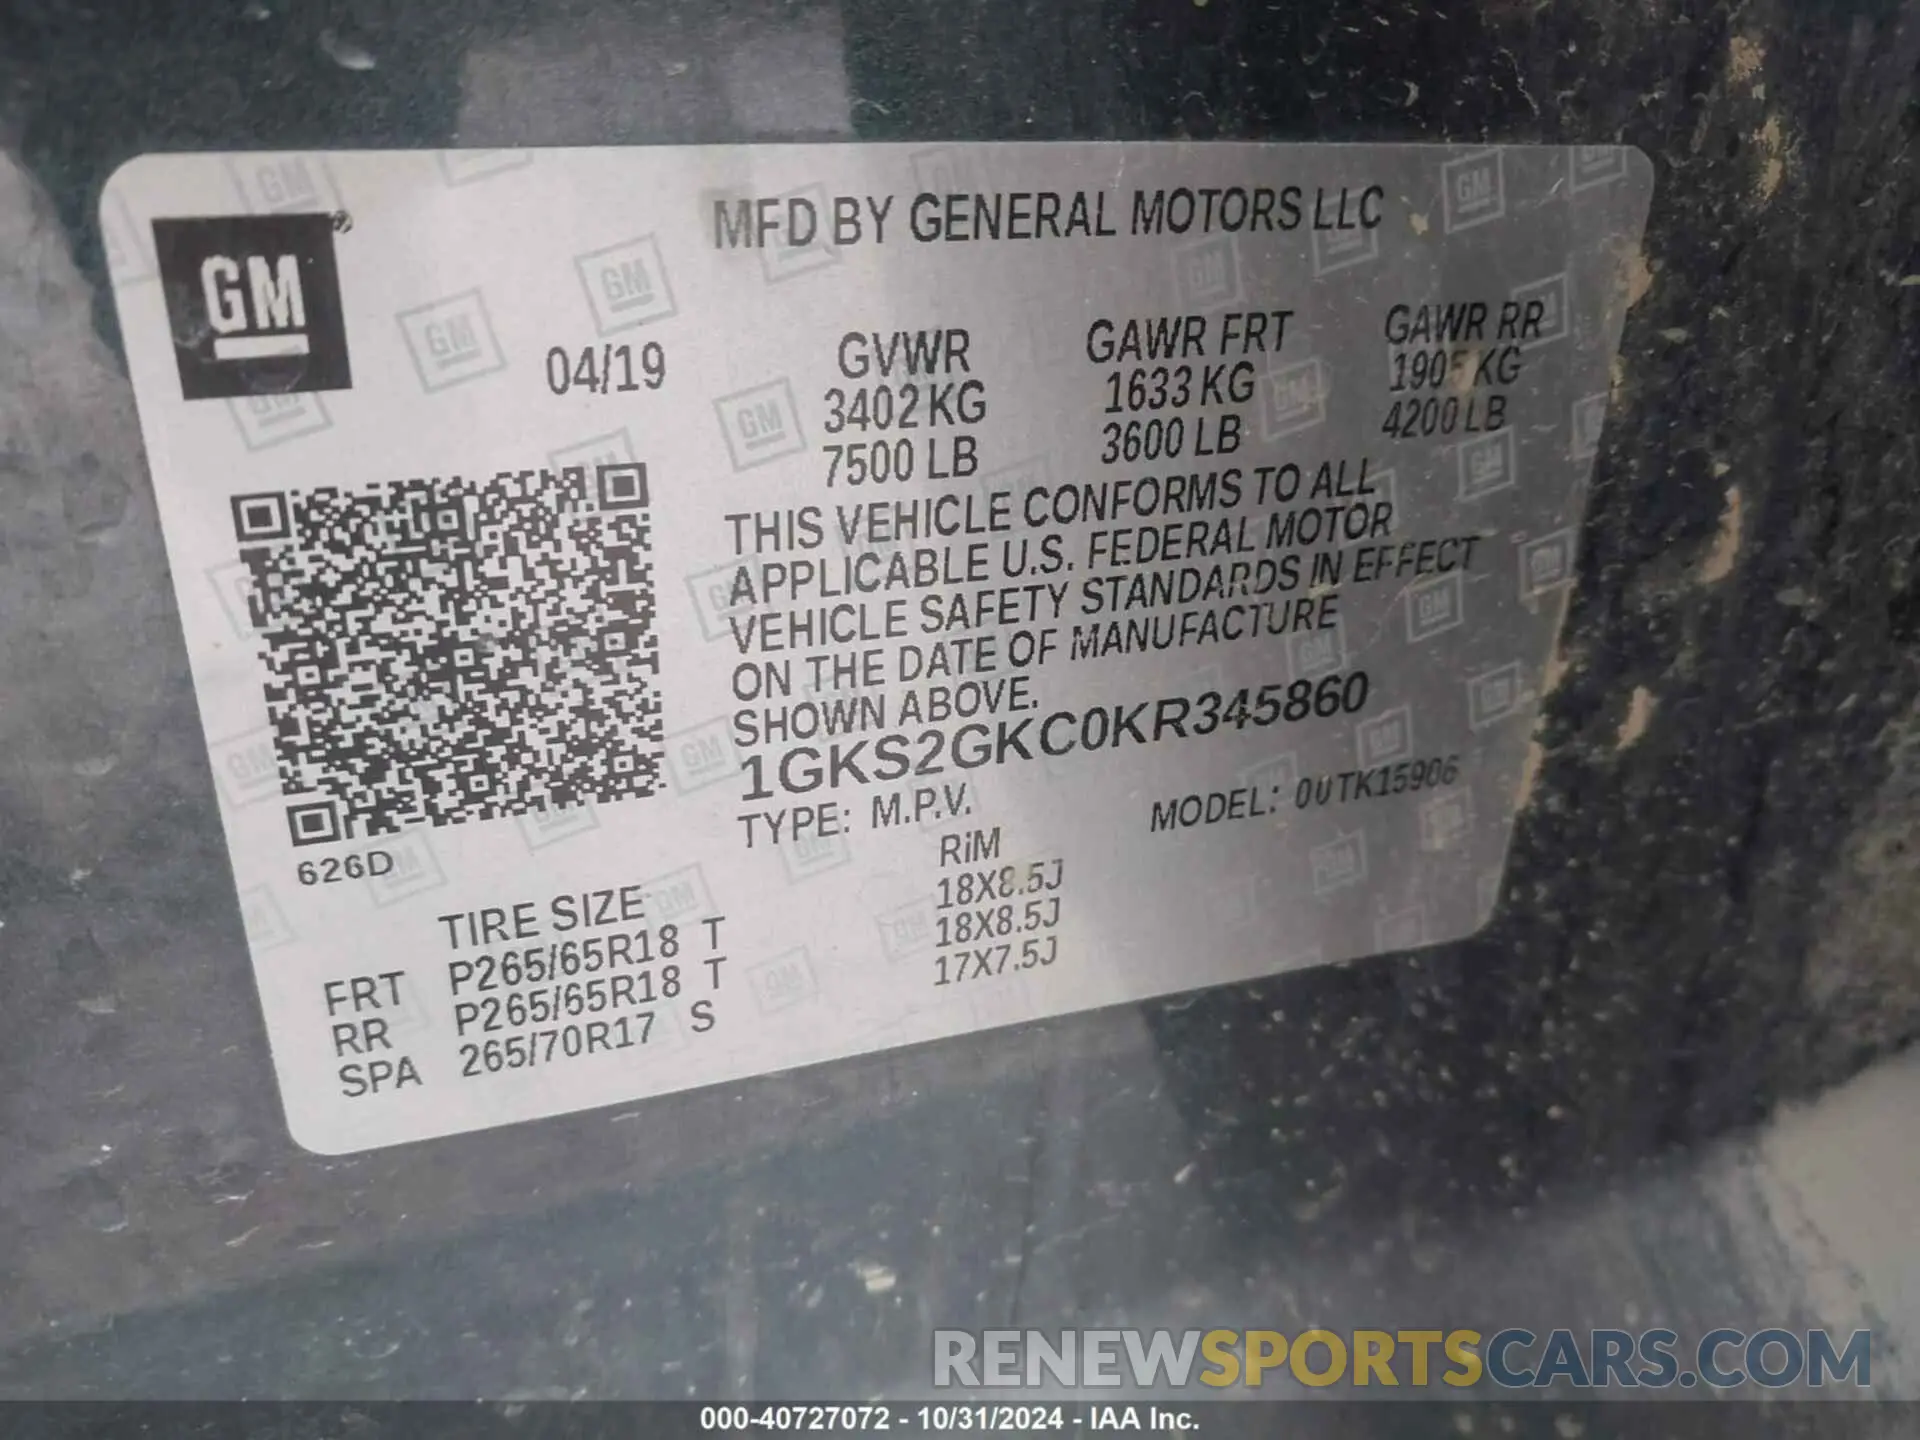 MFD BY GENERAL MOTORS LLC
GM®
04/19
GVWR GAWR FRT GAWR RR
3402 KG 1633 KG 1905 KG
7500 LB 3600 LB 4200 LB
THIS VEHICLE CONFORMS TO ALL
APPLICABLE U.S. FEDERAL MOTOR
VEHICLE SAFETY STANDARDS IN EFFECT
ON THE DATE OF MANUFACTURE
SHOWN ABOVE.
1GKS2GKC0KR345860
TYPE: M.P.V. MODEL: 0UTK15906
626D
TIRE SIZE RiM
FRT P265/65R18 T 18X8.5J
RR P265/65R18 T 18X8.5J
SPA 265/70R17 S 17X7.5J
RENEWSPORTSCARS.COM
000-40727072 - 10/31/2024 - IAA Inc.